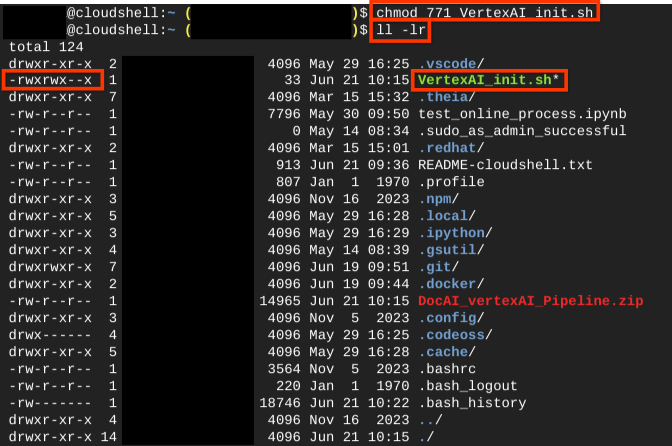 @cloudshell:~ ( )$ chmod 771 VertexAI_init.sh
@cloudshell:~ ( )$ ll -lr
total 124
drwxr-xr-x 2 4096 May 29 16:25 .vscode/
-rwxrwx--x 1 33 Jun 21 10:15 VertexAI_init.sh*
drwxr-xr-x 7 4096 Mar 15 15:32 .theia/
-rw-r--r-- 1 7796 May 30 09:50 test_online_process.ipynb
-rw-r--r-- 1 0 May 14 08:34 .sudo_as_admin_successful
drwxr-xr-x 2 4096 Mar 15 15:01 .redhat/
-rw-r--r-- 1 913 Jun 21 09:36 README-cloudshell.txt
-rw-r--r-- 1 807 Jan 1 1970 .profile
drwxr-xr-x 3 4096 Nov 16 2023 .npm/
drwxr-xr-x 5 4096 May 29 16:28 .local/
drwxr-xr-x 3 4096 May 29 16:29 .ipython/
drwxr-xr-x 4 4096 May 14 08:39 .gsutil/
drwxrwxr-x 7 4096 Jun 19 09:51 .git/
drwxr-xr-x 2 4096 Jun 19 09:44 .docker/
-rw-r--r-- 1 14965 Jun 21 10:15 DocAI_vertexAI_Pipeline.zip
drwxr-xr-x 3 4096 Nov 5 2023 .config/
drwx------ 4 4096 May 29 16:25 .codeoss/
drwxr-xr-x 5 4096 May 29 16:28 .cache/
-rw-r--r-- 1 3564 Nov 5 2023 .bashrc
-rw-r--r-- 1 220 Jan 1 1970 .bash_logout
-rw------- 1 18746 Jun 21 10:22 .bash_history
drwxr-xr-x 4 4096 Nov 16 2023 ../
drwxr-xr-x 14 4096 Jun 21 10:15 ./